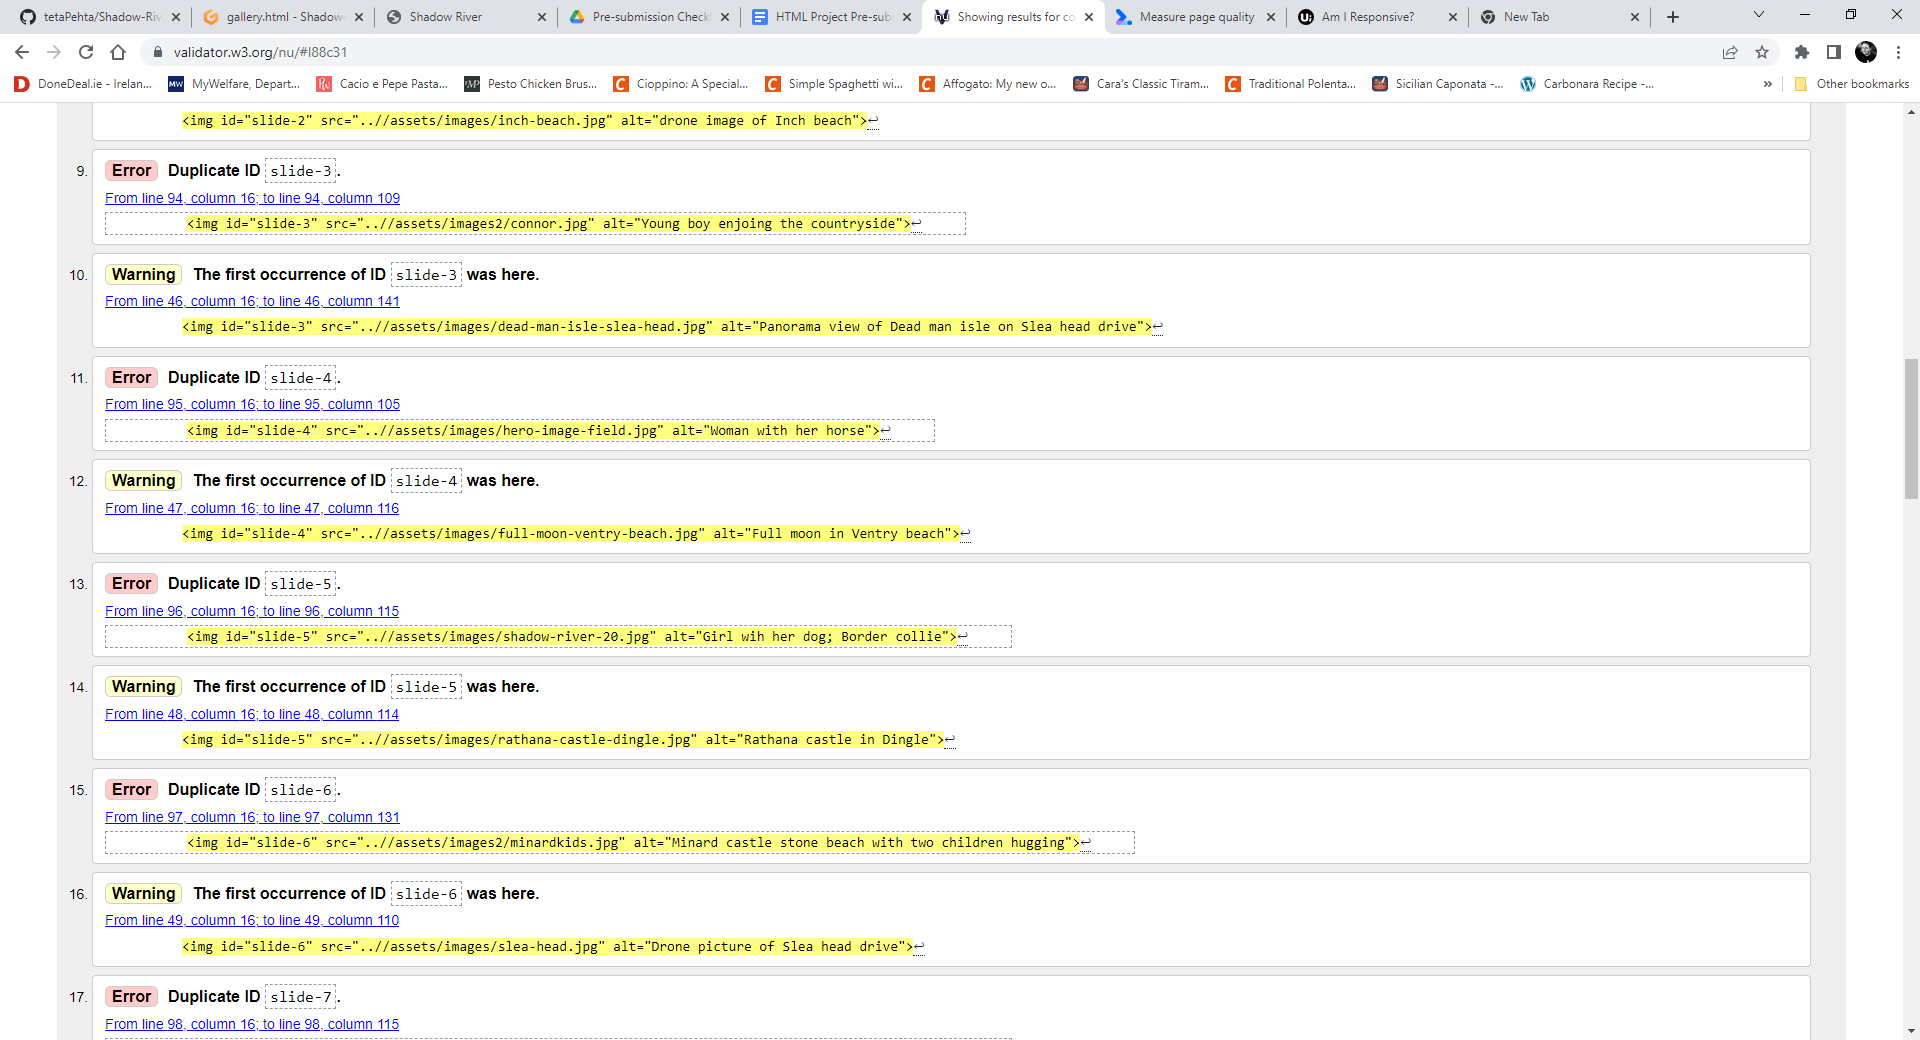 tetaPehta/Shadow-Riv
gallery.html - Shadow-
Shadow River
Pre-submission Checkl
HTML Project Pre-sub
Showing results for co
Measure page quality
Am I Responsive?
New Tab
validator.w3.org/nu/#l88c31
DoneDeal.ie - Irelan...
MW
MyWelfare, Depart...
Cacio e Pepe Pasta...
Pesto Chicken Brus...
Cioppino: A Special...
Simple Spaghetti wi...
Affogato: My new o...
Cara's Classic Tiram...
Traditional Polenta...
Sicilian Caponata -...
Carbonara Recipe -...
»
Other bookmarks
<img id="slide-2" src="..//assets/images/inch-beach.jpg" alt="drone image of Inch beach">↩
9. Error Duplicate ID slide-3.
From line 94, column 16; to line 94, column 109
<img id="slide-3" src="..//assets/images2/connor.jpg" alt="Young boy enjoing the countryside">↩
10. Warning The first occurrence of ID slide-3 was here.
From line 46, column 16; to line 46, column 141
<img id="slide-3" src="..//assets/images/dead-man-isle-slea-head.jpg" alt="Panorama view of Dead man isle on Slea head drive">↩
11. Error Duplicate ID slide-4.
From line 95, column 16; to line 95, column 105
<img id="slide-4" src="..//assets/images/hero-image-field.jpg" alt="Woman with her horse">↩
12. Warning The first occurrence of ID slide-4 was here.
From line 47, column 16; to line 47, column 116
<img id="slide-4" src="..//assets/images/full-moon-ventry-beach.jpg" alt="Full moon in Ventry beach">↩
13. Error Duplicate ID slide-5.
From line 96, column 16; to line 96, column 115
<img id="slide-5" src="..//assets/images/shadow-river-20.jpg" alt="Girl wih her dog; Border collie">↩
14. Warning The first occurrence of ID slide-5 was here.
From line 48, column 16; to line 48, column 114
<img id="slide-5" src="..//assets/images/rathana-castle-dingle.jpg" alt="Rathana castle in Dingle">↩
15. Error Duplicate ID slide-6.
From line 97, column 16; to line 97, column 131
<img id="slide-6" src="..//assets/images2/minardkids.jpg" alt="Minard castle stone beach with two children hugging">↩
16. Warning The first occurrence of ID slide-6 was here.
From line 49, column 16; to line 49, column 110
<img id="slide-6" src="..//assets/images/slea-head.jpg" alt="Drone picture of Slea head drive">↩
17. Error Duplicate ID slide-7.
From line 98, column 16; to line 98, column 115